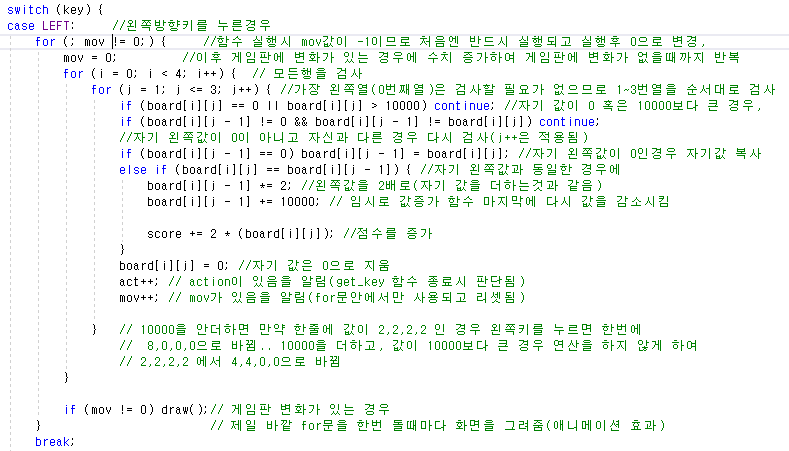 switch (key) {
case LEFT:     //왼쪽방향키를 누른경우
    for (; mov != 0;) {     //함수 실행시 mov값이 -1이므로 처음엔 반드시 실행되고 실행후 0으로 변경,
        mov = 0;         //이후 게임판에 변화가 있는 경우에 수치 증가하여 게임판에 변화가 없을때까지 반복
        for (i = 0; i < 4; i++) {  // 모든행을 검사
            for (j = 1; j <= 3; j++) { //가장 왼쪽열(0번째열)은 검사할 필요가 없으므로 1~3번열을 순서대로 검사
                if (board[i][j] == 0 || board[i][j] > 10000) continue; //자기 값이 0 혹은 10000보다 큰 경우,
                if (board[i][j - 1] != 0 && board[i][j - 1] != board[i][j]) continue;
                //자기 왼쪽값이 0이 아니고 자신과 다른 경우 다시 검사(j++은 적용됨)
                if (board[i][j - 1] == 0) board[i][j - 1] = board[i][j]; //자기 왼쪽값이 0인경우 자기값 복사
                else if (board[i][j] == board[i][j - 1]) { //자기 왼쪽값과 동일한 경우에
                    board[i][j - 1] *= 2; //왼쪽값을 2배로(자기 값을 더하는것과 같음)
                    board[i][j - 1] += 10000; // 임시로 값증가 함수 마지막에 다시 값을 감소시킴
                    score += 2 * (board[i][j]); //점수를 증가
                }
                board[i][j] = 0; //자기 값은 0으로 지움
                act++; // action이 있음을 알림(get_key 함수 종료시 판단됨)
                mov++; // mov가 있음을 알림(for문안에서만 사용되고 리셋됨)
            }   // 10000을 안더하면 만약 한줄에 값이 2,2,2,2 인 경우 왼쪽키를 누르면 한번에
                //  8,0,0,0으로 바뀜.. 10000을 더하고, 값이 10000보다 큰 경우 연산을 하지 않게 하여
                // 2,2,2,2 에서 4,4,0,0으로 바뀜
        }
        if (mov != 0) draw();// 게임판 변화가 있는 경우
    }                        // 제일 바깥 for문을 한번 돌때마다 화면을 그려줌(애니메이션 효과)
    break;